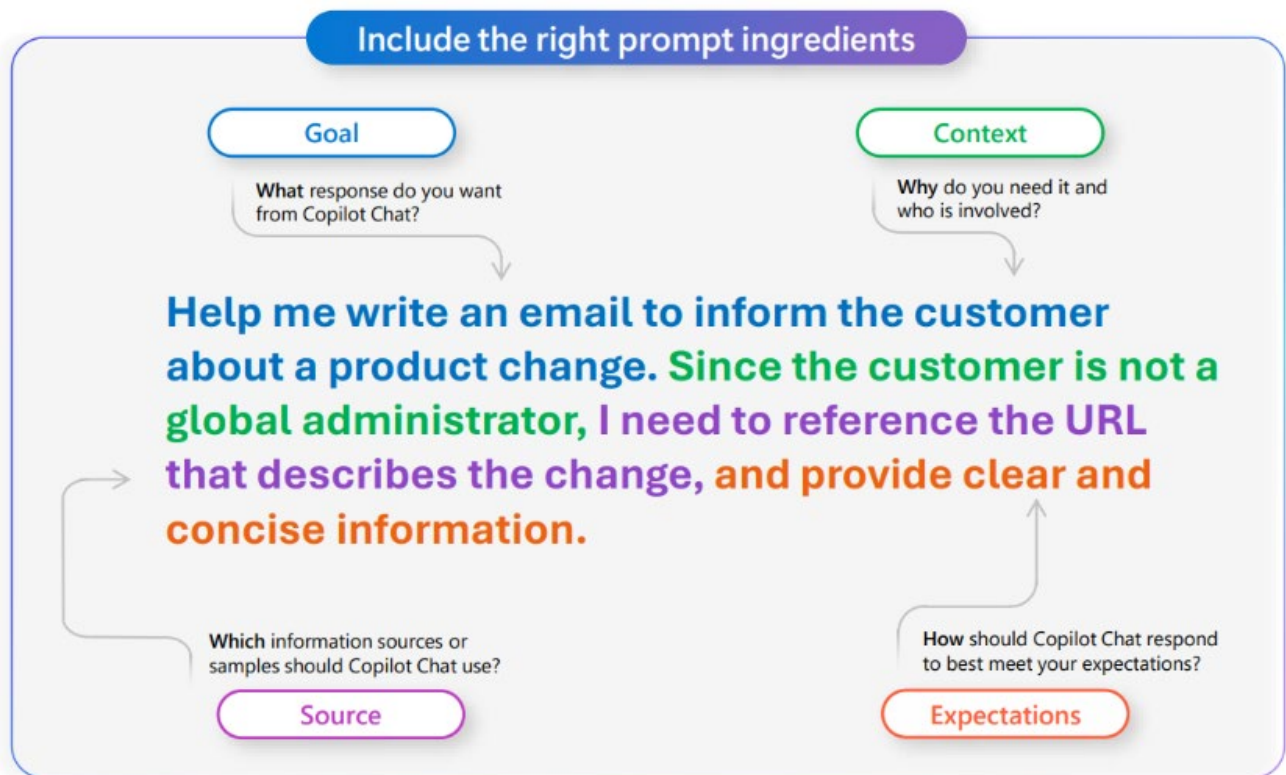 Include the right prompt ingredients
Goal
Context
What response do you want
from Copilot Chat?
Why do you need it and
who is involved?
Help me write an email to inform the customer
about a product change. Since the customer is not a
global administrator, I need to reference the URL
that describes the change, and provide clear and
concise information.
Which information sources or
samples should Copilot Chat use?
How should Copilot Chat respond
to best meet your expectations?
Source
Expectations